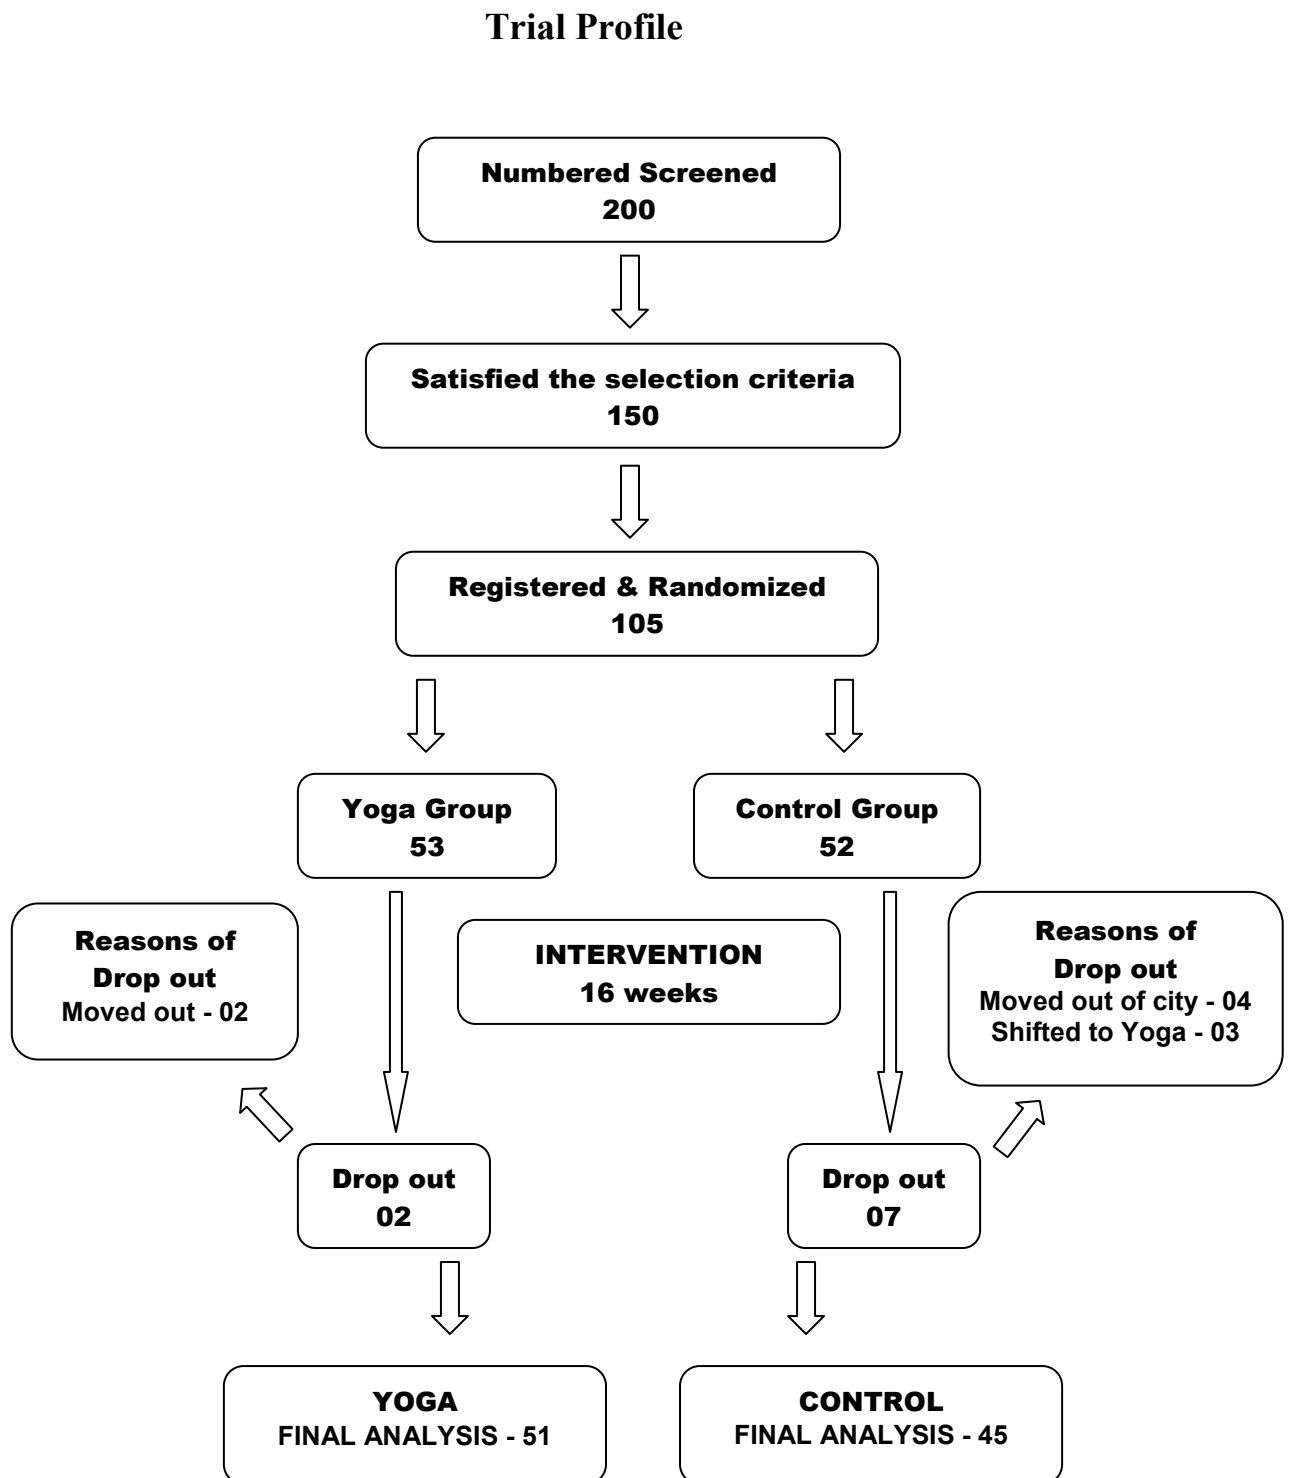 Trial Profile
Numbered Screened
200
Satisfied the selection criteria
150
Registered & Randomized
105
Yoga Group
53
Control Group
52
Reasons of
Drop out
Moved out - 02
INTERVENTION
16 weeks
Reasons of
Drop out
Moved out of city - 04
Shifted to Yoga - 03
Drop out
02
Drop out
07
YOGA
FINAL ANALYSIS - 51
CONTROL
FINAL ANALYSIS - 45